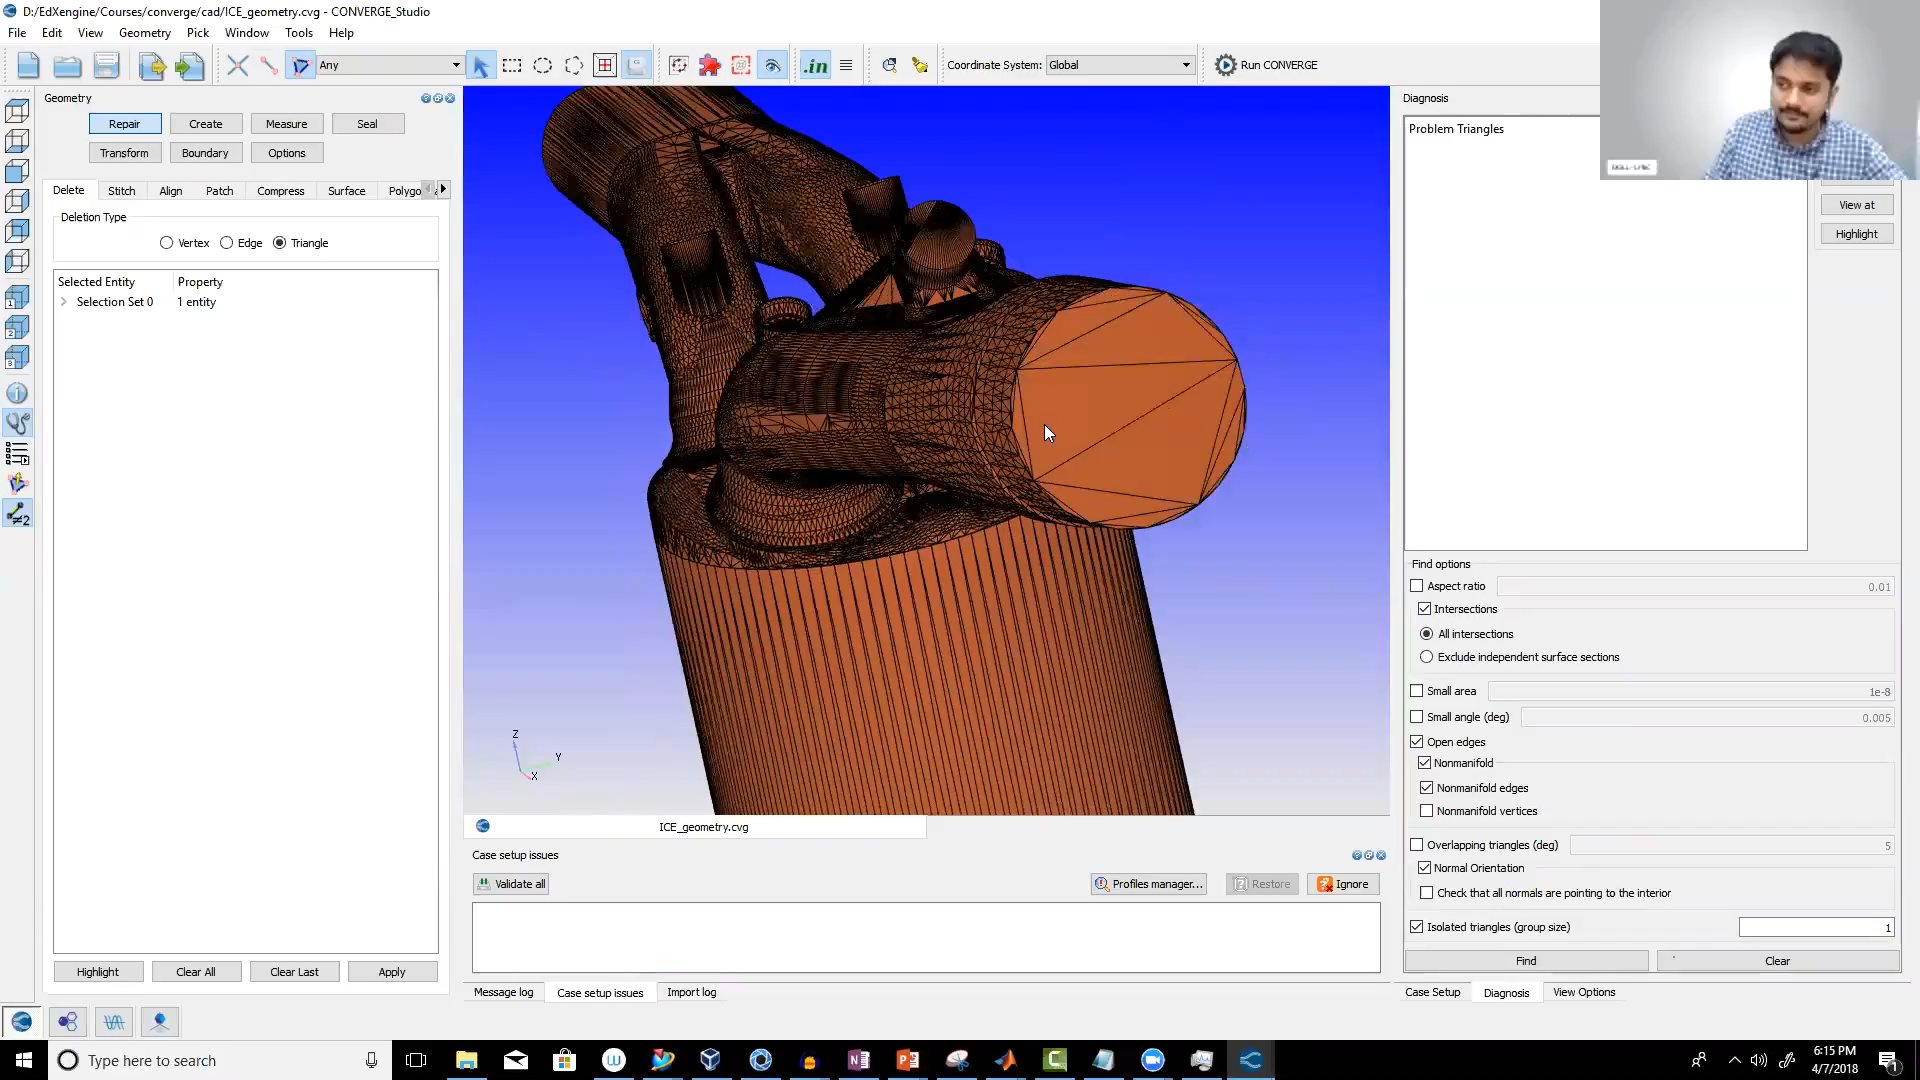 D:/EdXengine/Courses/converge/cad/ICE_geometry.cvg - CONVERGE_Studio
File Edit View Geometry Pick Window Tools Help
Any
.in
Coordinate System: Global
Run CONVERGE
Geometry
Repair Create Measure Seal
Transform Boundary Options
Delete Stitch Align Patch Compress Surface Polygo
Deletion Type
Vertex Edge Triangle
Selected Entity Property
Selection Set 0 1 entity
Highlight Clear All Clear Last Apply
Z
Y
X
ICE_geometry.cvg
Case setup issues
Validate all
Profiles manager...
Restore
Ignore
Message log Case setup issues Import log
Diagnosis
Problem Triangles
View at
Highlight
Find options
Aspect ratio 0.01
Intersections
All intersections
Exclude independent surface sections
Small area 1e-8
Small angle (deg) 0.005
Open edges
Nonmanifold
Nonmanifold edges
Nonmanifold vertices
Overlapping triangles (deg) 5
Normal Orientation
Check that all normals are pointing to the interior
Isolated triangles (group size) 1
Find Clear
Case Setup Diagnosis View Options
Type here to search
6:15 PM
4/7/2018